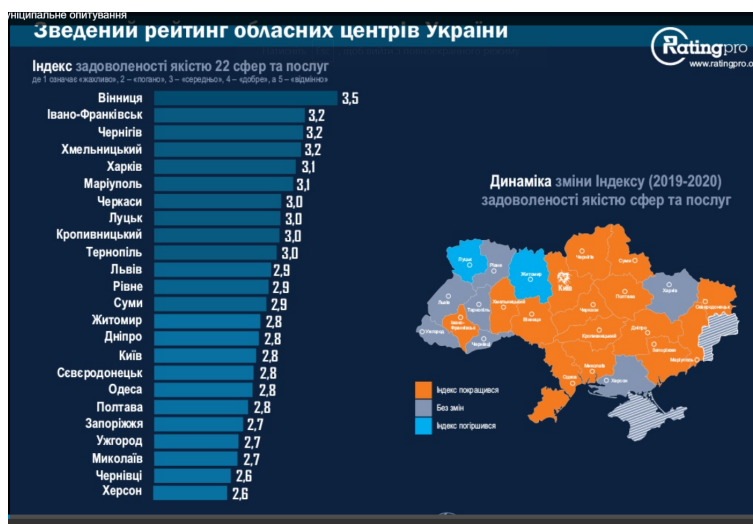 муніципальне опитування
Зведений рейтинг обласних центрів України
Ratingpro
www.ratingpro.o
Індекс задоволеності якістю 22 сфер та послуг
де 1 означає «жахливо», 2 – «погано», 3 – «середньо», 4 – «добре», а 5 – «відмінно»
Вінниця 3,5
Івано-Франківськ 3,2
Чернігів 3,2
Хмельницький 3,2
Харків 3,1
Маріуполь 3,1
Черкаси 3,0
Луцьк 3,0
Кропивницький 3,0
Тернопіль 3,0
Львів 2,9
Рівне 2,9
Суми 2,9
Житомир 2,8
Дніпро 2,8
Київ 2,8
Сєвєродонецьк 2,8
Одеса 2,8
Полтава 2,8
Запоріжжя 2,7
Ужгород 2,7
Миколаїв 2,7
Чернівці 2,6
Херсон 2,6
Динаміка зміни Індексу (2019-2020)
задоволеності якістю сфер та послуг
Луцьк
Рівне
Житомир
Київ
Чернігів
Суми
Львів
Тернопіль
Хмельницький
Вінниця
Черкаси
Полтава
Харків
Сєвєродонецьк
Ужгород
Івано-Франківськ
Чернівці
Кропивницький
Дніпро
Запоріжжя
Маріуполь
Миколаїв
Одеса
Херсон
Індекс покращився
Без змін
Індекс погіршився